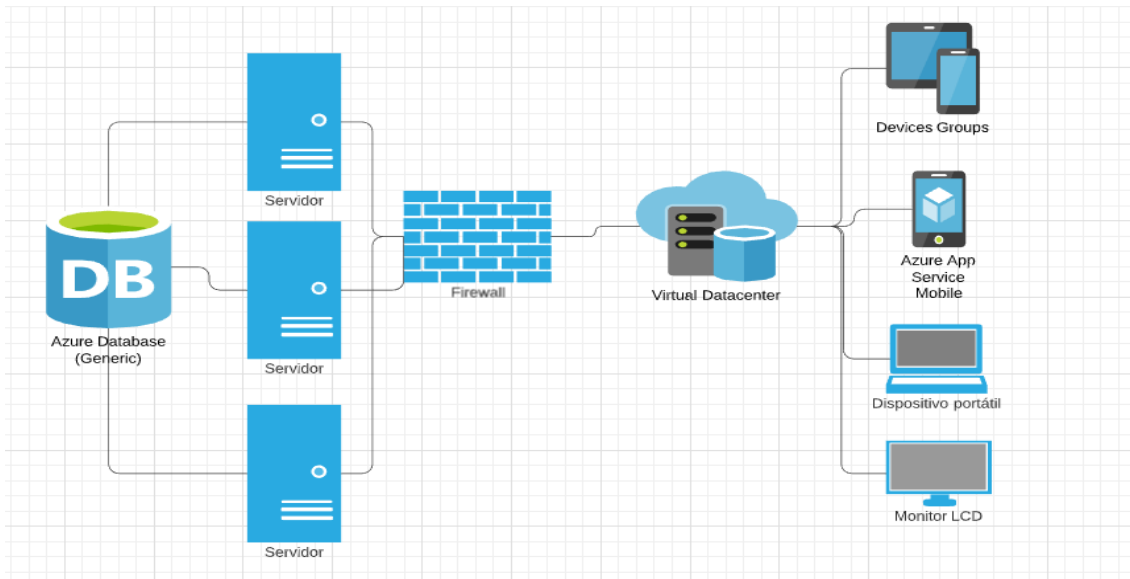 Devices Groups
Servidor
Azure App
Service
Mobile
DB
Firewall
Virtual Datacenter
Azure Database
(Generic)
Servidor
Dispositivo portátil
Monitor LCD
Servidor